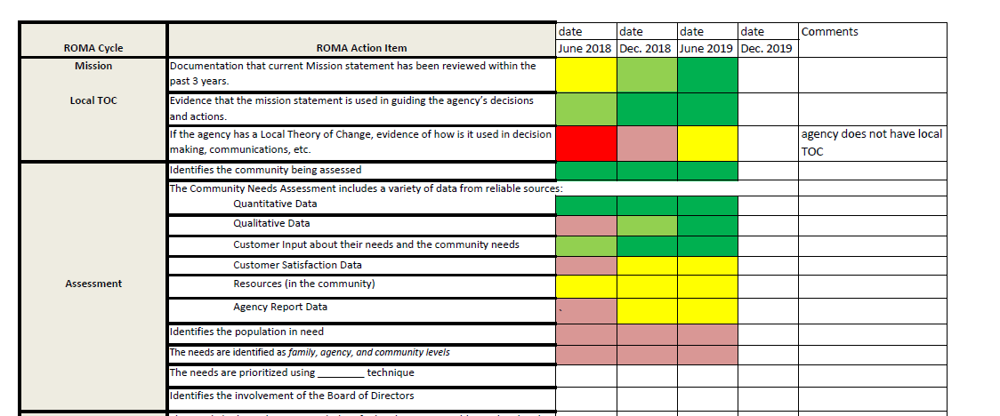 ROMA Cycle ROMA Action Item date date date date Comments
June 2018 Dec. 2018 June 2019 Dec. 2019
Mission Documentation that current Mission statement has been reviewed within the
past 3 years.
Local TOC Evidence that the mission statement is used in guiding the agency's decisions
and actions.
If the agency has a Local Theory of Change, evidence of how is it used in decision agency does not have local
making, communications, etc. TOC
Identifies the community being assessed
The Community Needs Assessment includes a variety of data from reliable sources:
Quantitative Data
Qualitative Data
Customer Input about their needs and the community needs
Customer Satisfaction Data
Assessment
Resources (in the community)
Agency Report Data
Identifies the population in need
The needs are identified as family, agency, and community levels
The needs are prioritized using ________ technique
Identifies the involvement of the Board of Directors